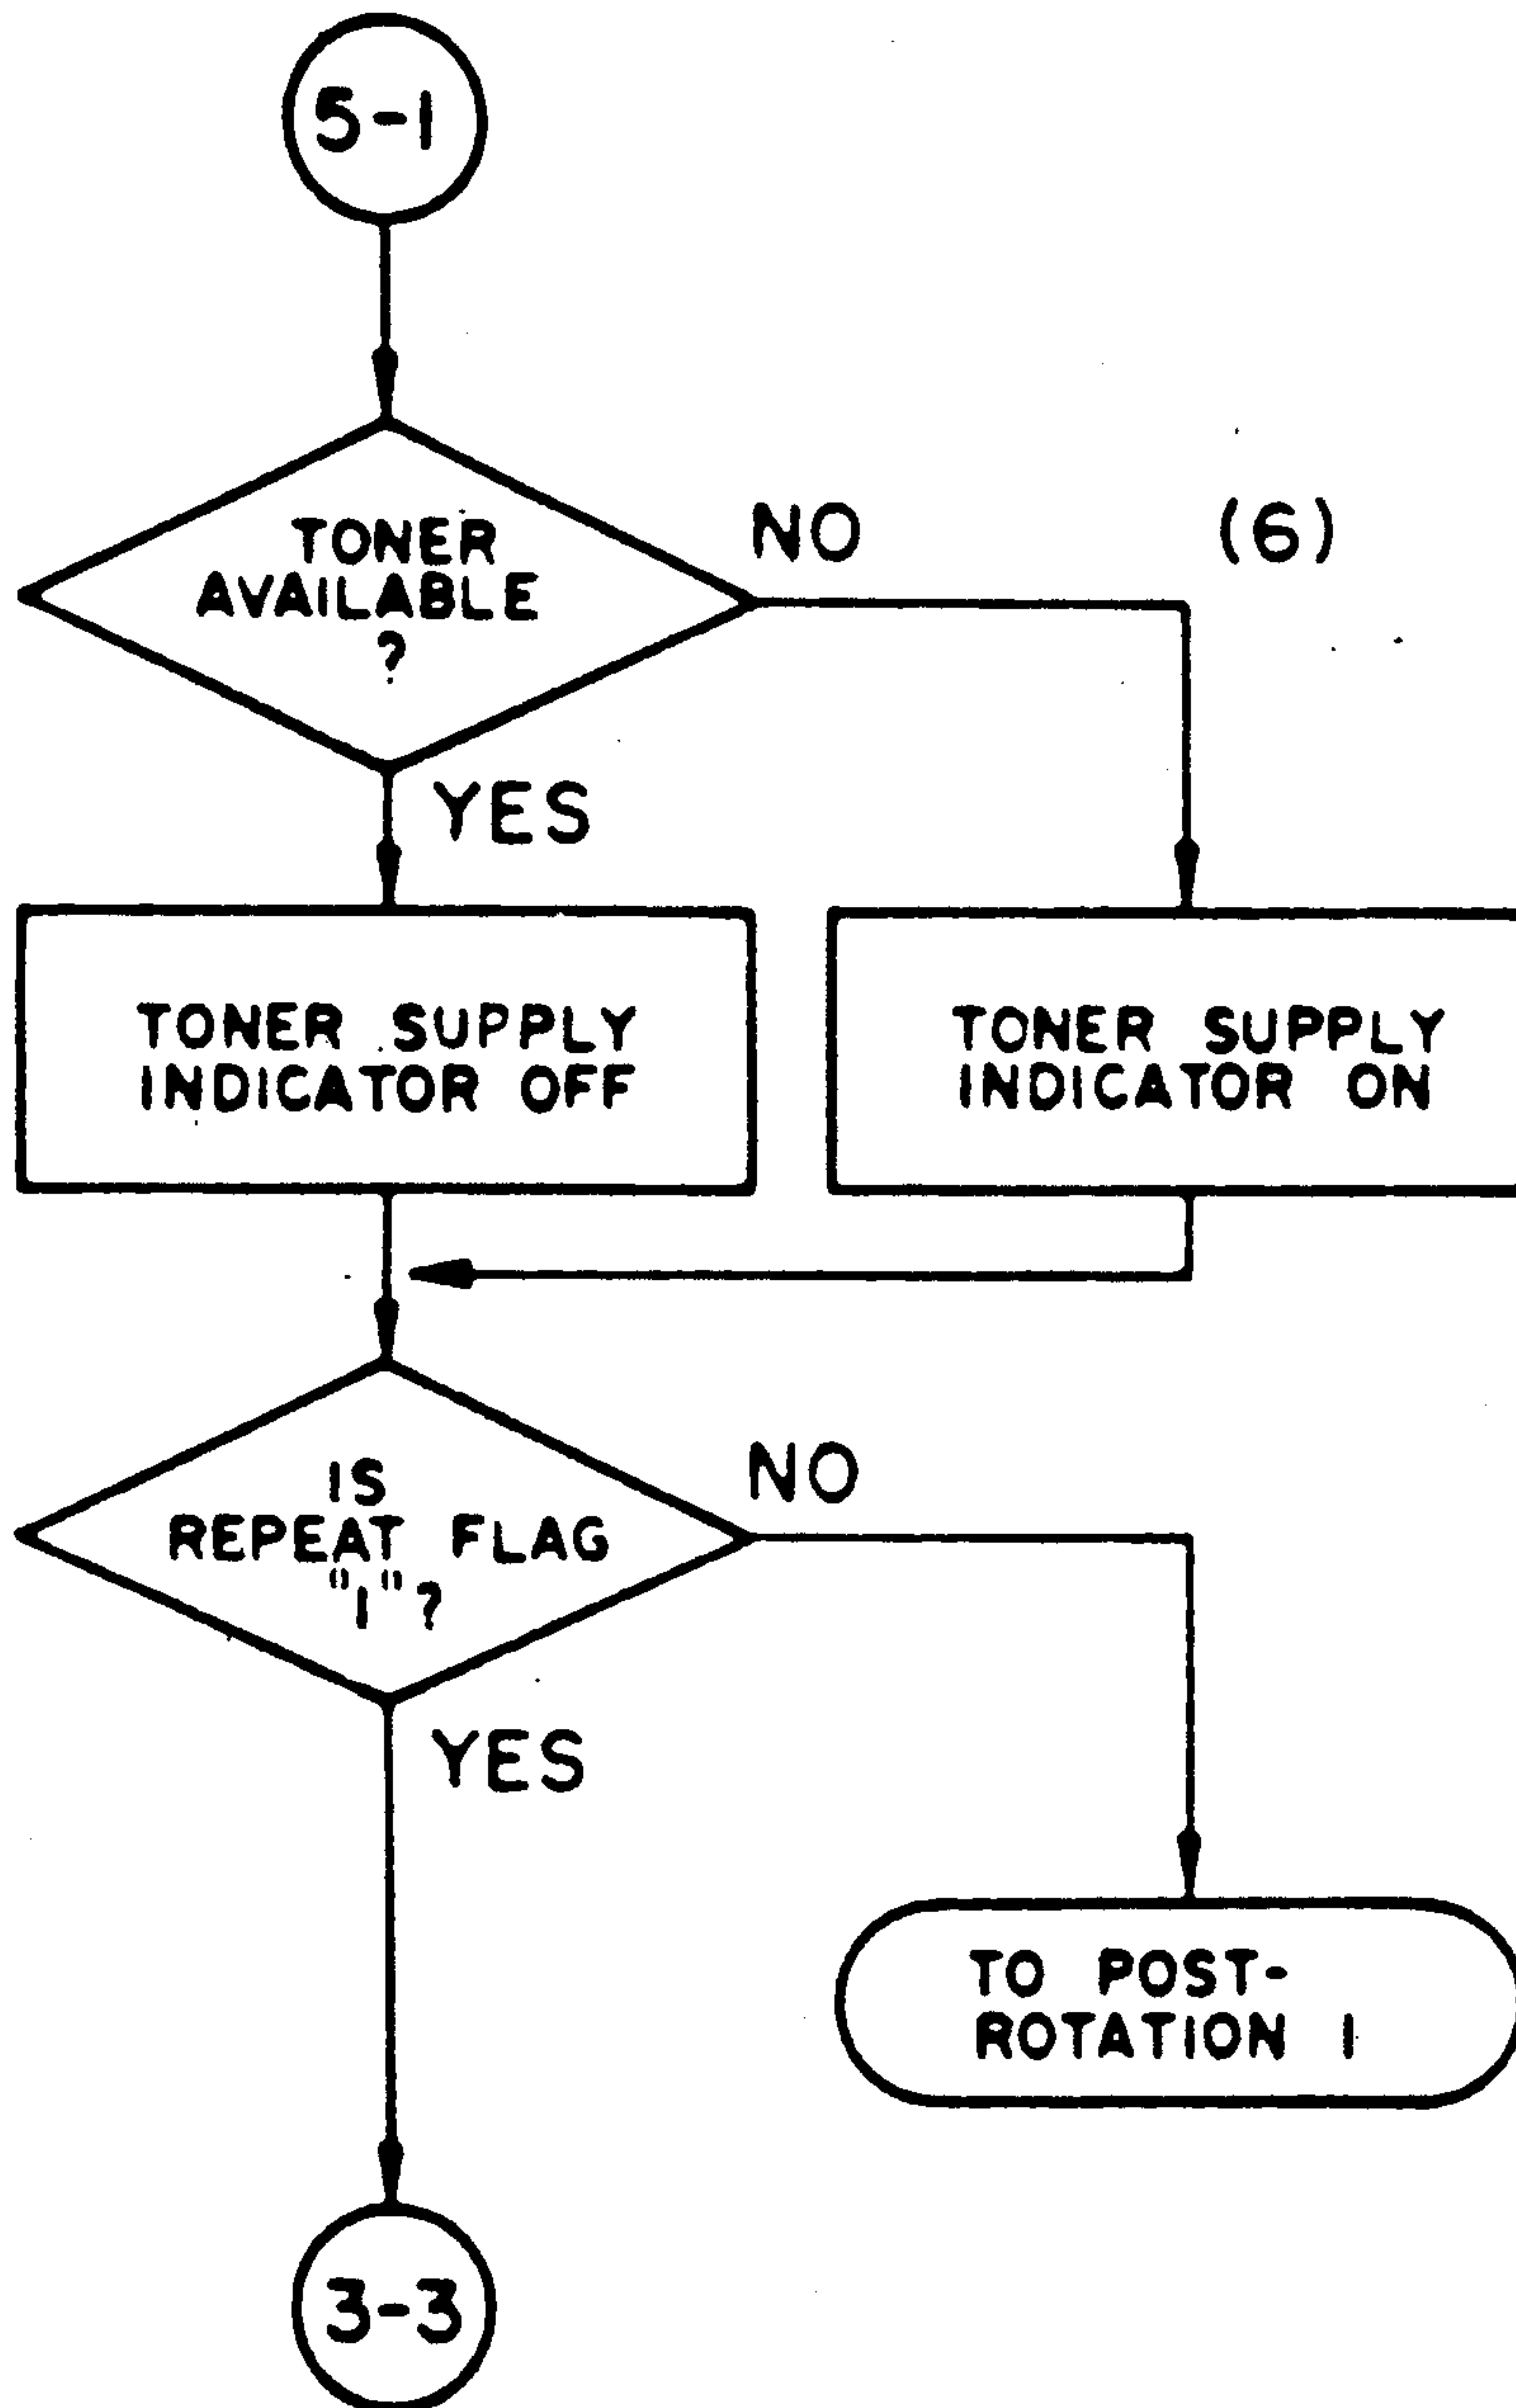 5-1
TONER
AVAILABLE
?
NO
(6)
YES
TONER SUPPLY
INDICATOR OFF
TONER SUPPLY
INDICATOR ON
IS
REPEAT FLAG
"1"?
NO
YES
TO POST-
ROTATION 1
3-3